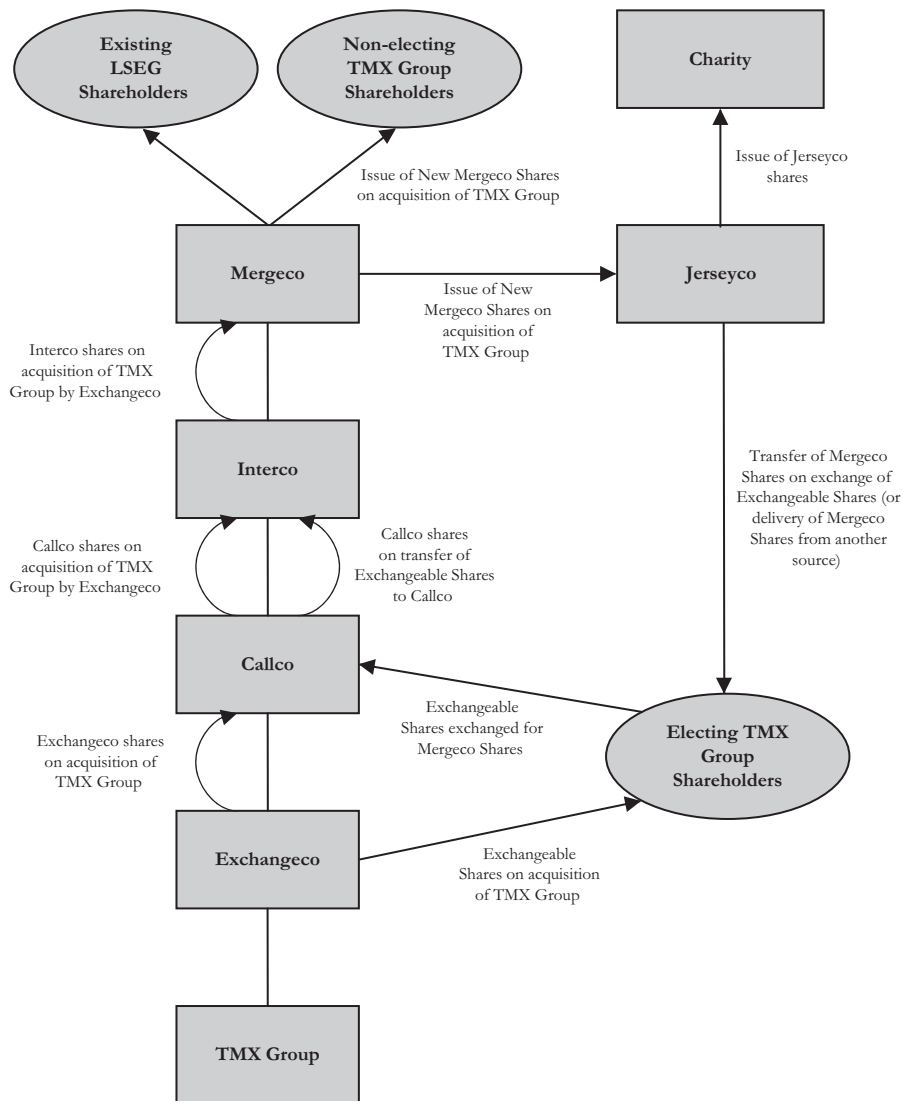 Existing
LSEG
Shareholders
Non-electing
TMX Group
Shareholders
Charity
Issue of New Mergeco Shares
on acquisition of TMX Group
Issue of Jerseyco
shares
Mergeco
Jerseyco
Issue of New
Mergeco Shares on
acquisition of
TMX Group
Interco shares on
acquisition of TMX
Group by Exchangeco
Interco
Transfer of Mergeco
Shares on exchange of
Exchangeable Shares (or
delivery of Mergeco
Shares from another
source)
Callco shares on
acquisition of TMX
Group by Exchangeco
Callco shares
on transfer of
Exchangeable Shares
to Callco
Callco
Exchangeable
Shares exchanged for
Mergeco Shares
Electing TMX
Group
Shareholders
Exchangeco shares
on acquisition of
TMX Group
Exchangeco
Exchangeable
Shares on acquisition
of TMX Group
TMX Group